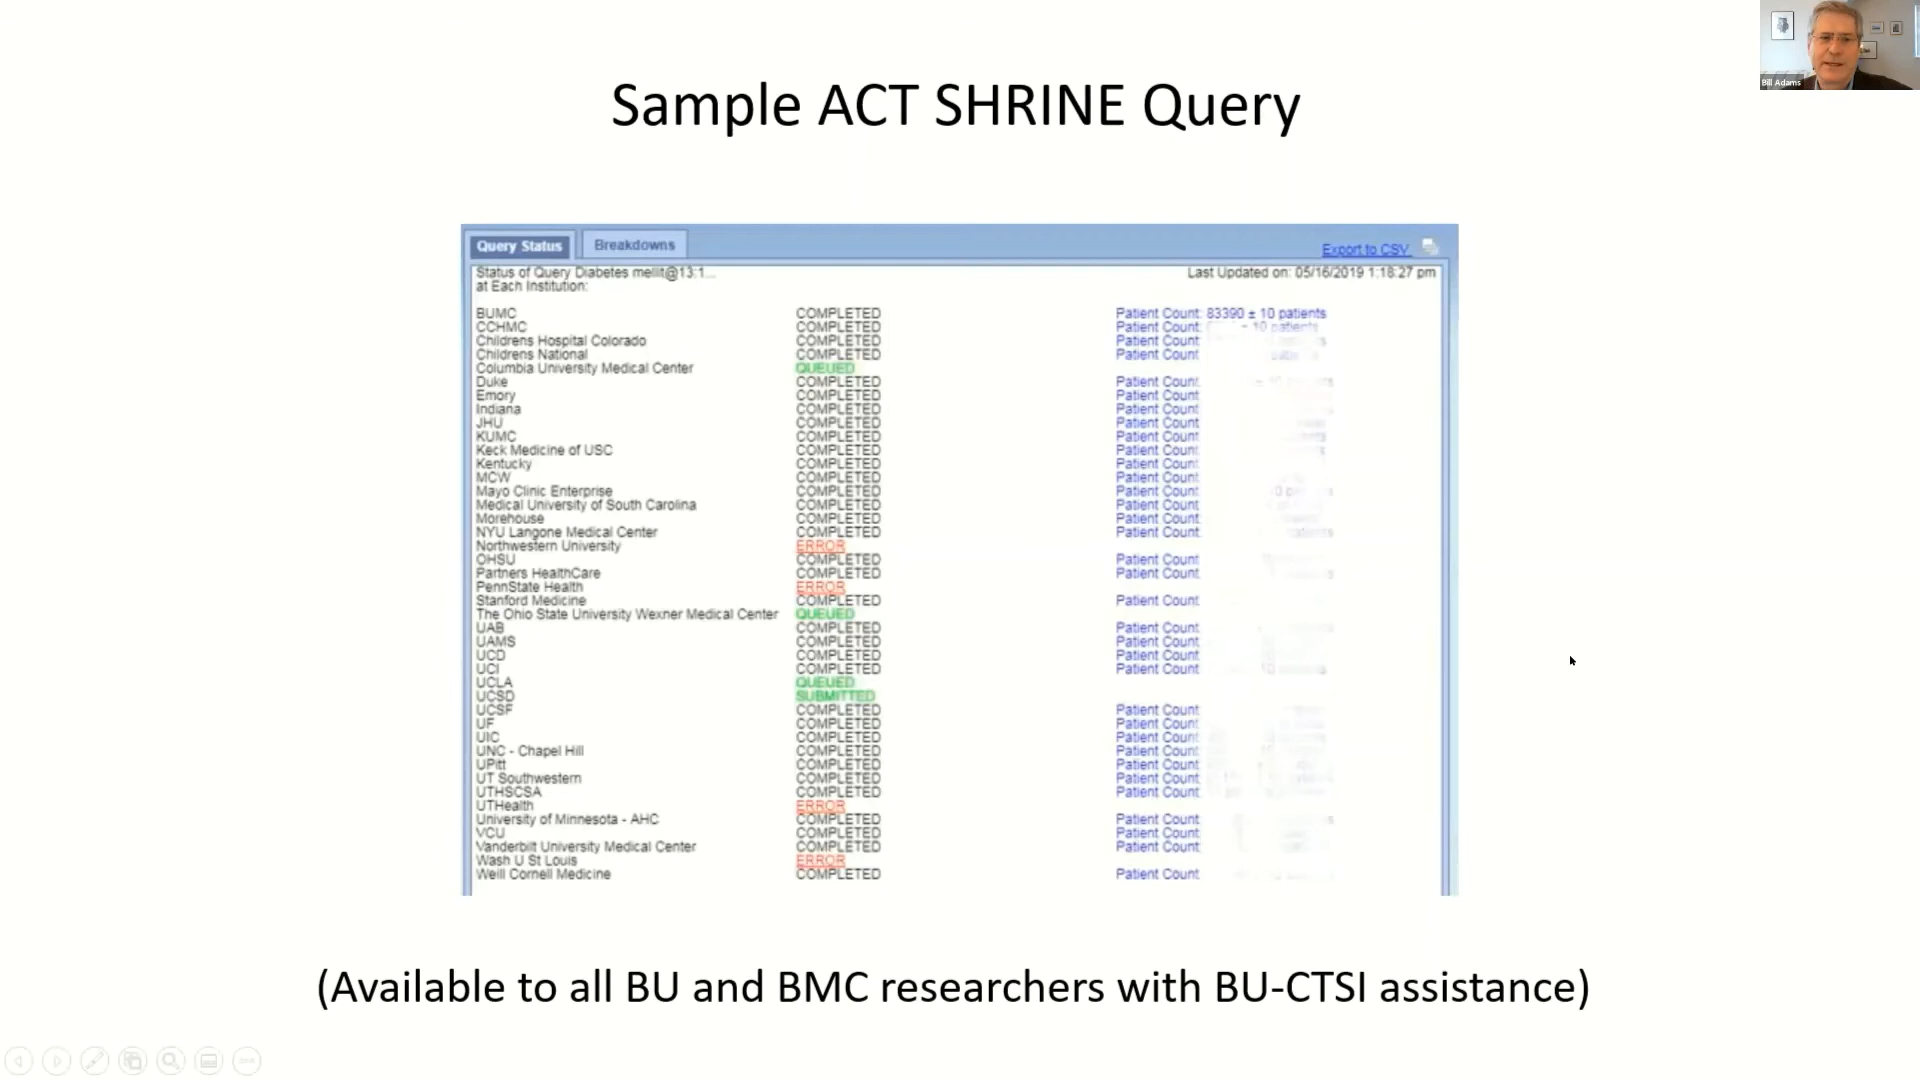 Bill Adams
Sample ACT SHRINE Query
Query Status Breakdowns Export to CSV
Status of Query Diabetes mellit@13:1... Last Updated on: 05/16/2019 1:18:27 pm
at Each Institution:
BUMC COMPLETED Patient Count: 83390 ± 10 patients
CCHMC COMPLETED Patient Count: - 10 patients
Childrens Hospital Colorado COMPLETED Patient Count
Childrens National COMPLETED Patient Count
Columbia University Medical Center QUEUED
Duke COMPLETED Patient Count
Emory COMPLETED Patient Count
Indiana COMPLETED Patient Count
JHU COMPLETED Patient Count
KUMC COMPLETED Patient Count
Keck Medicine of USC COMPLETED Patient Count
Kentucky COMPLETED Patient Count
MCW COMPLETED Patient Count
Mayo Clinic Enterprise COMPLETED Patient Count
Medical University of South Carolina COMPLETED Patient Count
Morehouse COMPLETED Patient Count
NYU Langone Medical Center COMPLETED Patient Count
Northwestern University ERROR
OHSU COMPLETED Patient Count
Partners HealthCare COMPLETED Patient Count
PennState Health ERROR
Stanford Medicine COMPLETED Patient Count
The Ohio State University Wexner Medical Center QUEUED
UAB COMPLETED Patient Count
UAMS COMPLETED Patient Count
UCD COMPLETED Patient Count
UCI COMPLETED Patient Count
UCLA QUEUED
UCSD SUBMITTED
UCSF COMPLETED Patient Count
UF COMPLETED Patient Count
UIC COMPLETED Patient Count
UNC - Chapel Hill COMPLETED Patient Count
UPitt COMPLETED Patient Count
UT Southwestern COMPLETED Patient Count
UTHSCSA COMPLETED Patient Count
UTHealth ERROR
University of Minnesota - AHC COMPLETED Patient Count
VCU COMPLETED Patient Count
Vanderbilt University Medical Center COMPLETED Patient Count
Wash U St Louis ERROR
Weill Cornell Medicine COMPLETED Patient Count
(Available to all BU and BMC researchers with BU-CTSI assistance)